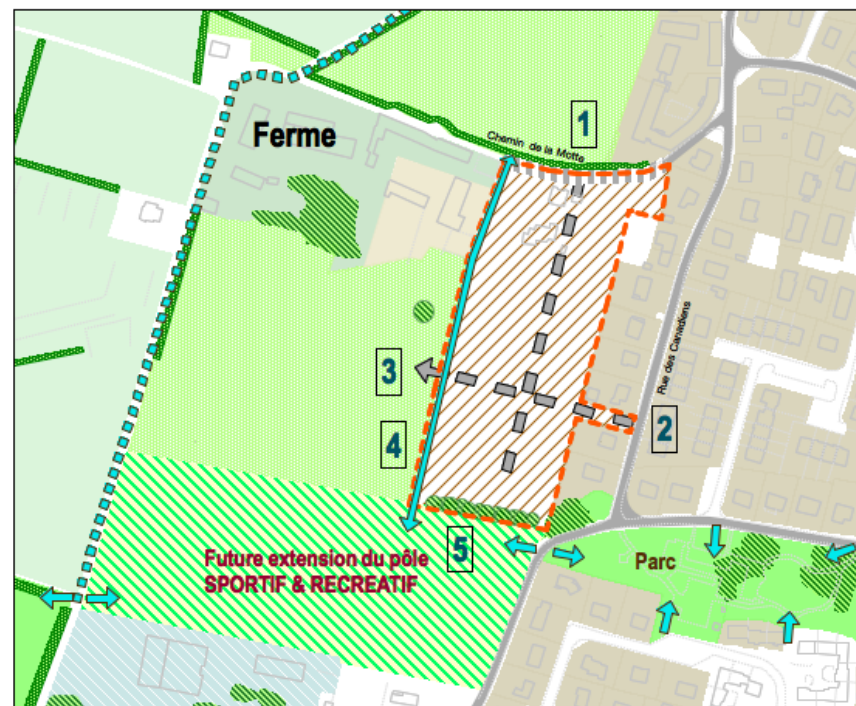 1
Chemin de la Motte
Ferme
Rue des Canadiens
3
2
4
5
Future extension du pôle
SPORTIF & RECREATIF
Parc